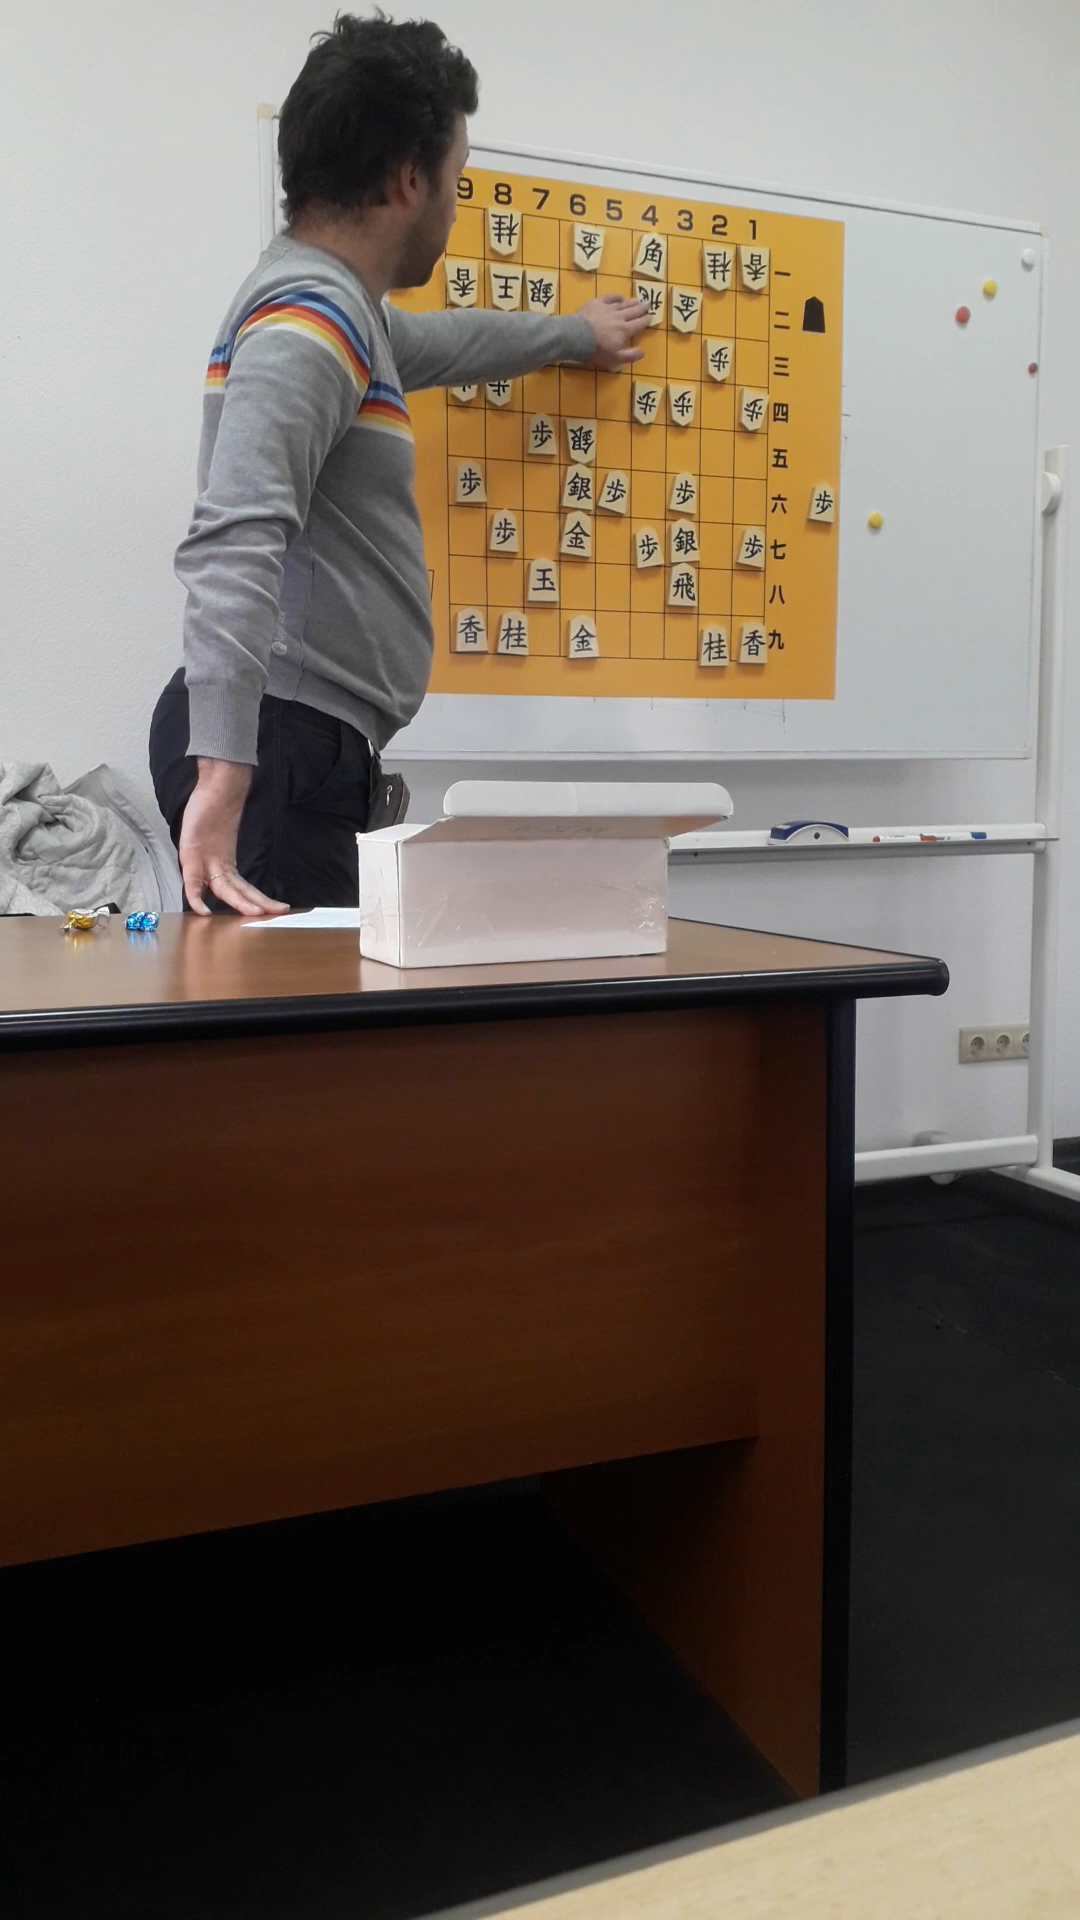 9 8 7 6 5 4 3 2 1
桂 金 角 桂 香 一
香 王 銀 飛 金 二
歩 三
歩 歩 歩 歩 歩 四
歩 銀 五
歩 銀 歩 歩 六 歩
歩 金 歩 銀 歩 七
玉 飛 八
香 桂 金 桂 香 九